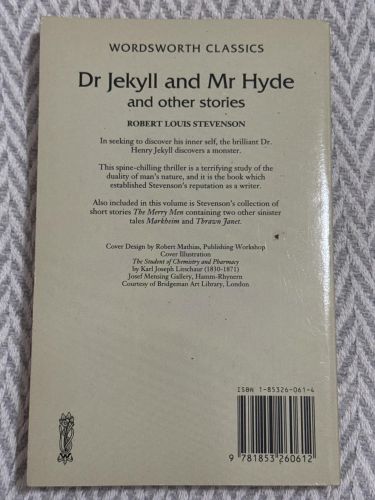 WORDSWORTH CLASSICS
Dr Jekyll and Mr Hyde
and other stories
ROBERT LOUIS STEVENSON
In seeking to discover his inner self, the brilliant Dr.
Henry Jekyll discovers a monster.
This spine-chilling thriller is a terrifying study of the
duality of man's nature, and it is the book which
established Stevenson's reputation as a writer.
Also included in this volume is Stevenson's collection of
short stories The Merry Men containing two other sinister
tales Markheim and Thrawn Janet.
Cover Design by Robert Mathias, Publishing Workshop
Cover Illustration
The Student of Chemistry and Pharmacy
by Karl Joseph Litschaur (1830-1871)
Josef Mensing Gallery, Hamm-Rhynern
Courtesy of Bridgeman Art Library, London
ISBN 1-85326-061-4
9 781853 260612